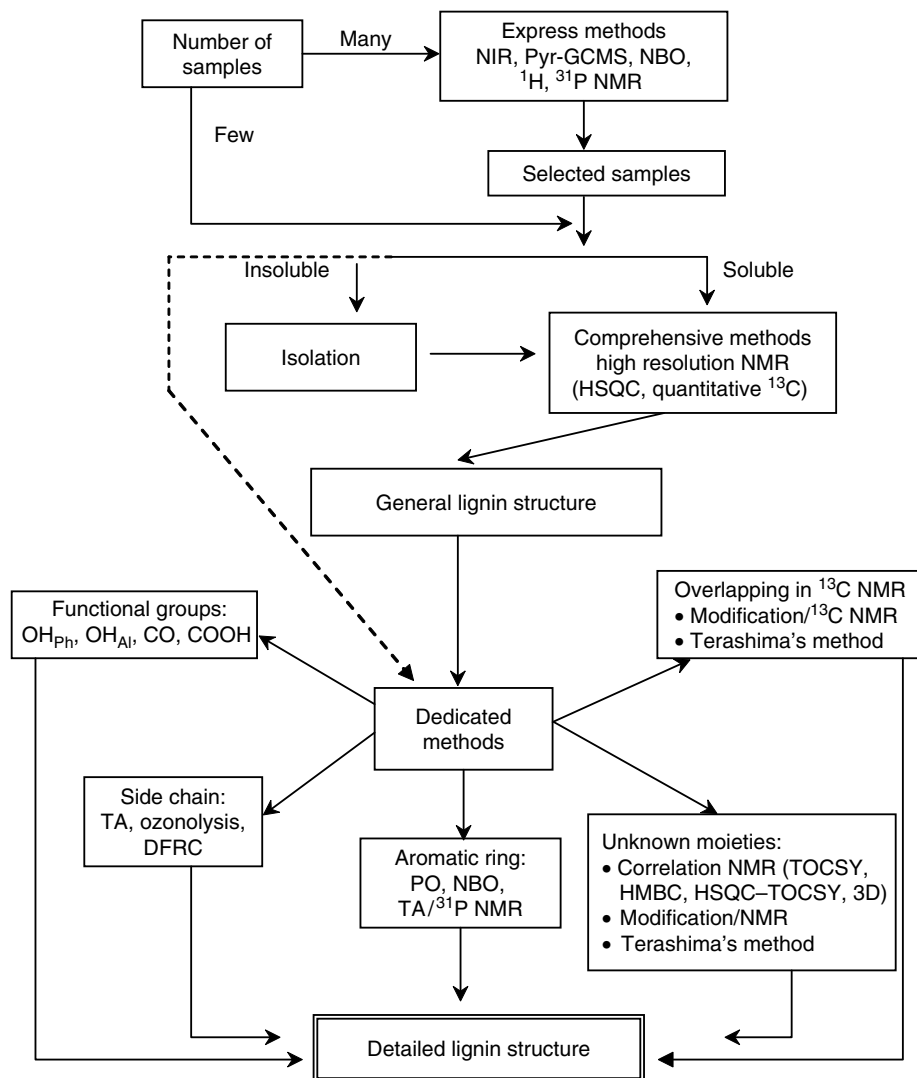 Number of
samples
Many
Express methods
NIR, Pyr-GCMS, NBO,
¹H, ³¹P NMR
Few
Selected samples
Insoluble
Soluble
Isolation
Comprehensive methods
high resolution NMR
(HSQC, quantitative ¹³C)
General lignin structure
Functional groups:
OH_Ph, OH_Al, CO, COOH
Overlapping in ¹³C NMR
• Modification/¹³C NMR
• Terashima's method
Dedicated
methods
Side chain:
TA, ozonolysis,
DFRC
Aromatic ring:
PO, NBO,
TA/³¹P NMR
Unknown moieties:
• Correlation NMR (TOCSY,
HMBC, HSQC–TOCSY, 3D)
• Modification/NMR
• Terashima's method
Detailed lignin structure